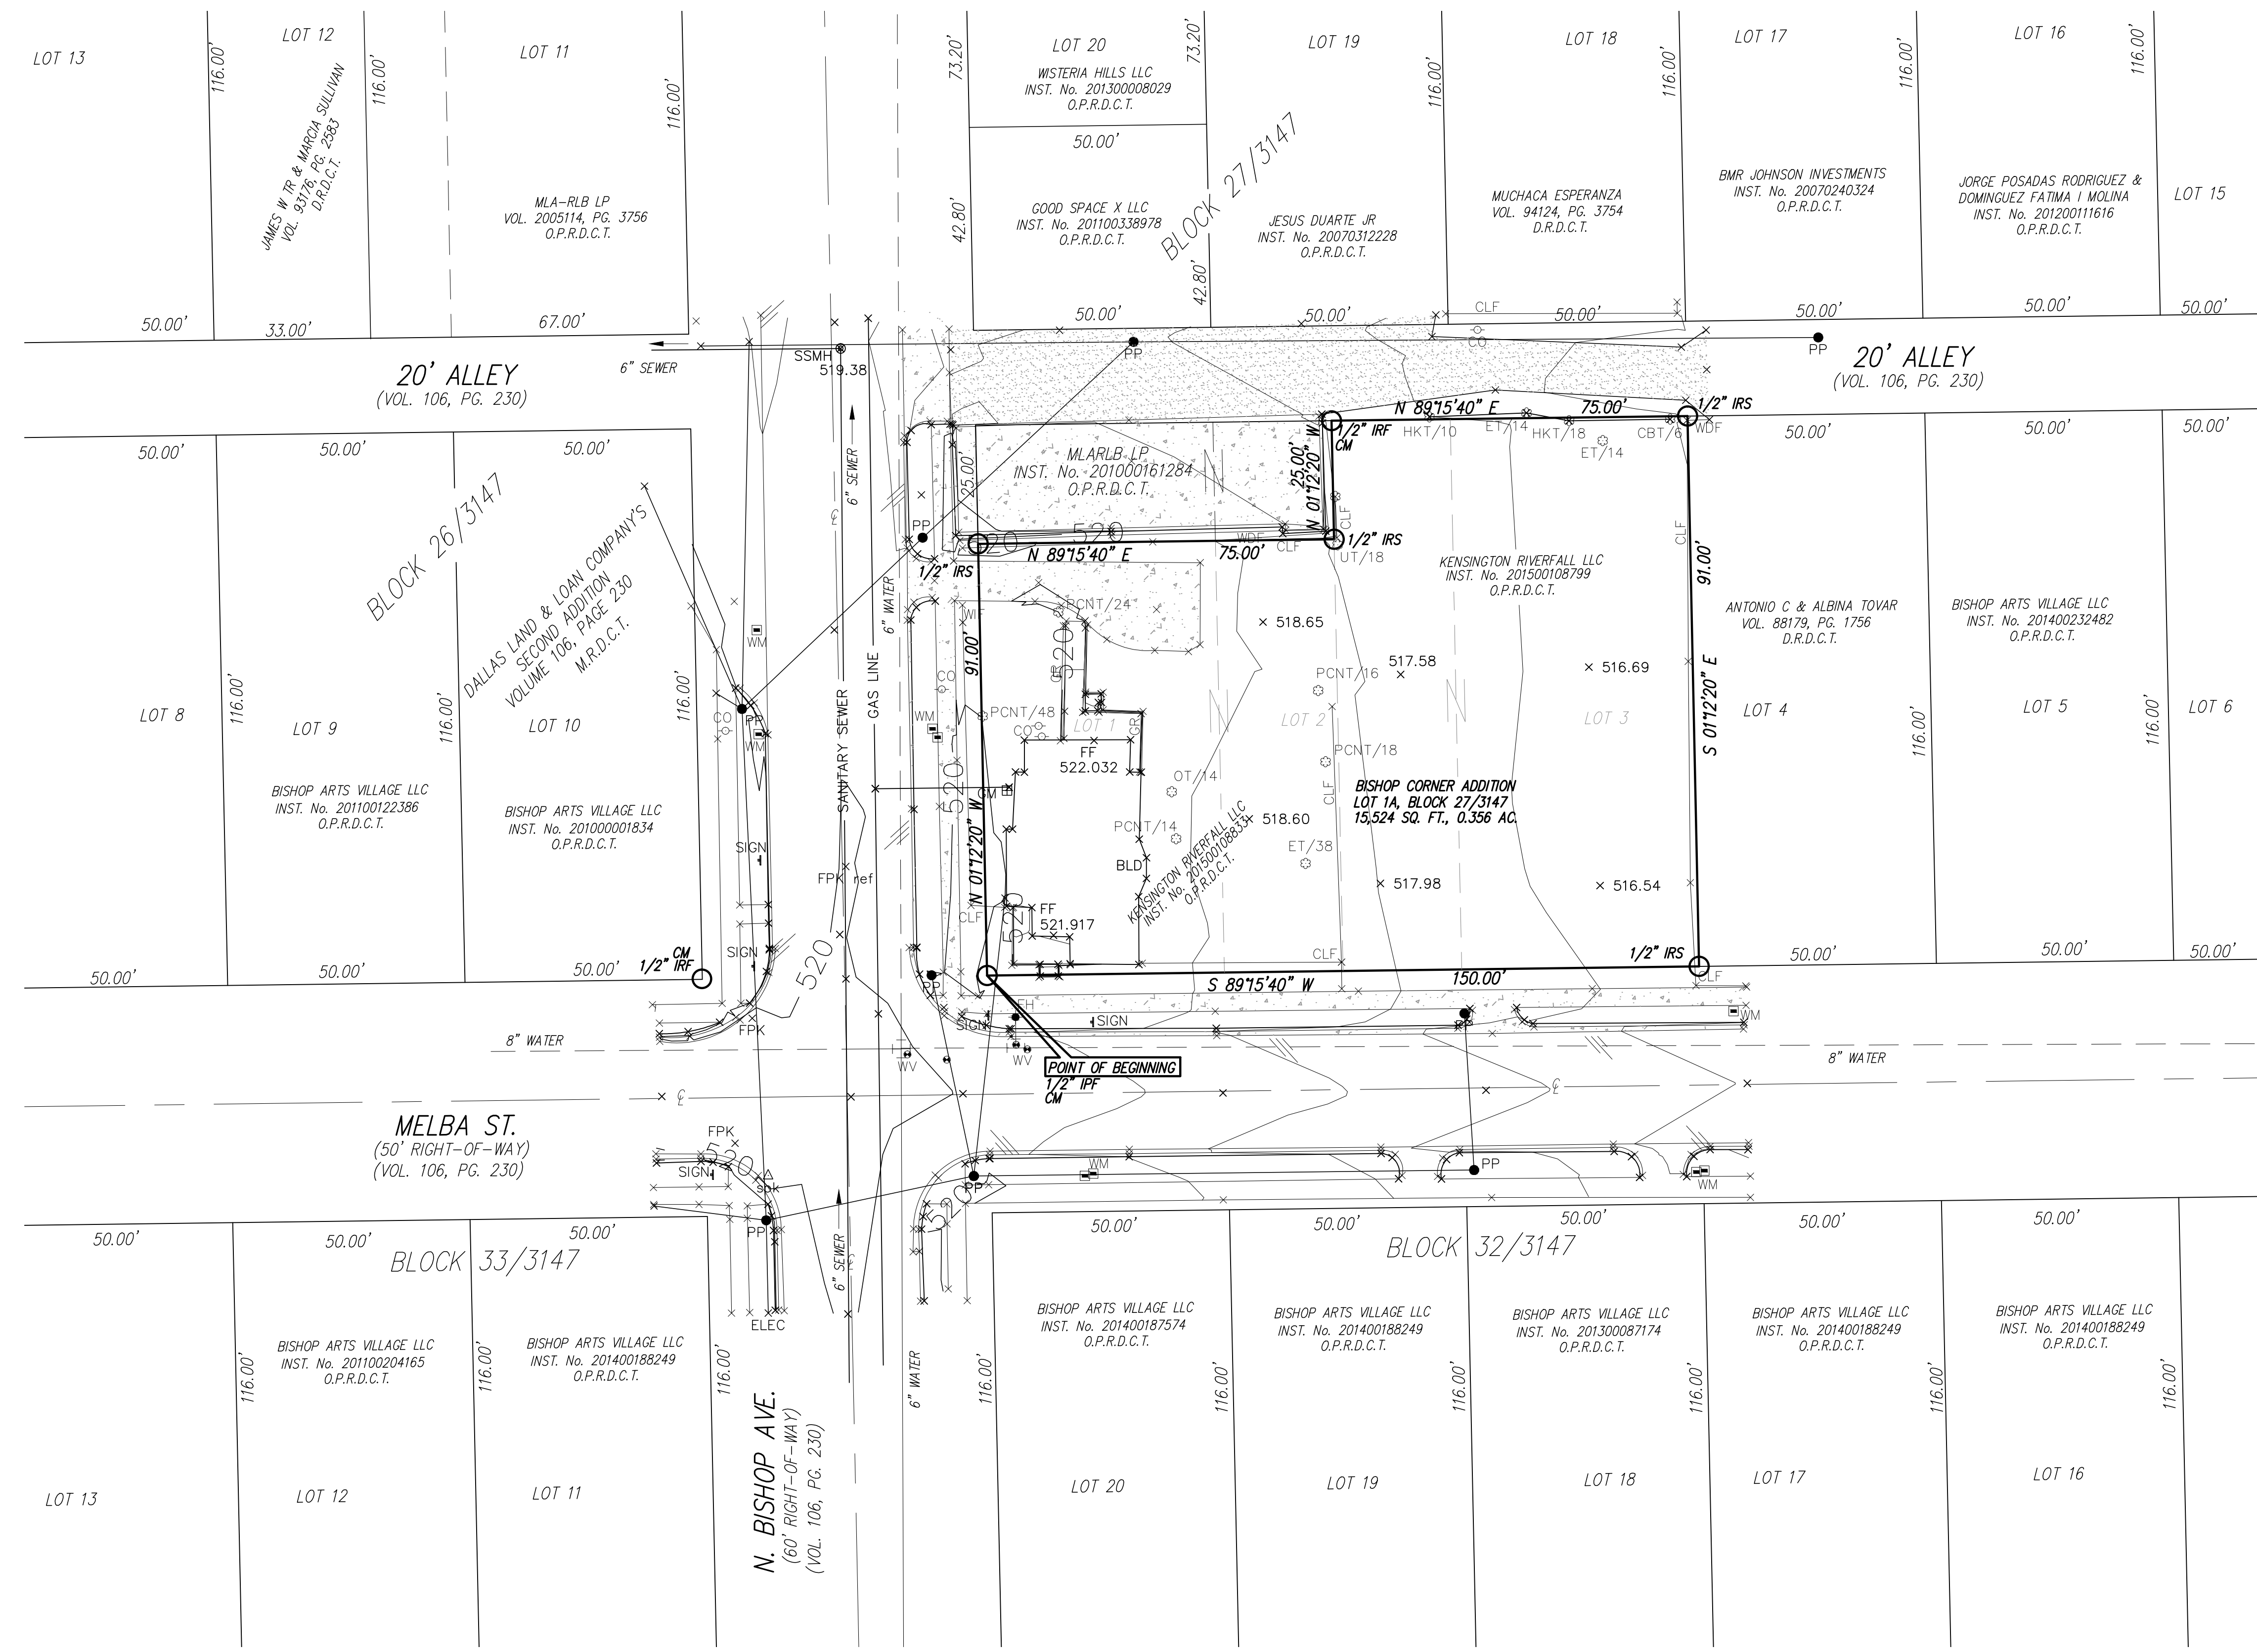 LOT 13
116.00'
LOT 12
116.00'
LOT 11
116.00'
73.20'
LOT 20
73.20'
LOT 19
116.00'
LOT 18
116.00'
LOT 17
116.00'
LOT 16
116.00'
JAMES W TR & MARCIA SULLIVAN
VOL. 93176, PG. 2583
D.R.D.C.T.
MLA-RLB LP
VOL. 2005114, PG. 3756
O.P.R.D.C.T.
WISTERIA HILLS LLC
INST. No. 201300008029
O.P.R.D.C.T.
50.00'
42.80'
GOOD SPACE X LLC
INST. No. 201100338978
O.P.R.D.C.T.
42.80'
BLOCK 27/3147
JESUS DUARTE JR
INST. No. 20070312228
O.P.R.D.C.T.
MUCHACA ESPERANZA
VOL. 94124, PG. 3754
D.R.D.C.T.
BMR JOHNSON INVESTMENTS
INST. No. 20070240324
O.P.R.D.C.T.
JORGE POSADAS RODRIGUEZ &
DOMINGUEZ FATIMA I MOLINA
INST. No. 201200111616
O.P.R.D.C.T.
LOT 15
50.00'
33.00'
67.00'
50.00'
50.00'
CLF
50.00'
50.00'
50.00'
50.00'
20' ALLEY
(VOL. 106, PG. 230)
6" SEWER
SSMH
519.38
PP
CO
PP
20' ALLEY
(VOL. 106, PG. 230)
6" SEWER
N 89°15'40" E
75.00'
1/2" IRS
1/2" IRF
CM
HKT/10
ET/14
HKT/18
CBT/6
WDF
ET/14
50.00'
50.00'
50.00'
50.00'
50.00'
50.00'
25.00'
MLARLB LP
INST. No. 201000161284
O.P.R.D.C.T.
25.00'
N 01°12'20" W
CLF
BLOCK 26/3147
DALLAS LAND & LOAN COMPANY'S
SECOND ADDITION
VOLUME 106, PAGE 230
M.R.D.C.T.
PP
520
520
WDF
CLF
N 89°15'40" E
75.00'
1/2" IRS
1/2" IRS
UT/18
CLF
6" WATER
KENSINGTON RIVERFALL LLC
INST. No. 201500108799
O.P.R.D.C.T.
91.00'
ANTONIO C & ALBINA TOVAR
VOL. 88179, PG. 1756
D.R.D.C.T.
BISHOP ARTS VILLAGE LLC
INST. No. 201400232482
O.P.R.D.C.T.
WIF
PCNT/24
518.65
WM
91.00'
520
GR
517.58
PCNT/16
516.69
S 01°12'20" E
116.00'
116.00'
116.00'
LOT 8
LOT 9
LOT 10
CO
PP
WM
SANITARY SEWER
GAS LINE
CO
WM
PCNT/48
CO
LOT 1
GR
LOT 2
LOT 3
LOT 4
116.00'
LOT 5
116.00'
LOT 6
FF
522.032
PCNT/18
OT/14
520
GM
CLF
BISHOP CORNER ADDITION
LOT 1A, BLOCK 27/3147
15,524 SQ. FT., 0.356 AC.
BISHOP ARTS VILLAGE LLC
INST. No. 201100122386
O.P.R.D.C.T.
BISHOP ARTS VILLAGE LLC
INST. No. 201000001834
O.P.R.D.C.T.
PCNT/14
518.60
ET/38
KENSINGTON RIVERFALL LLC
INST. No. 201500108833
O.P.R.D.C.T.
BLD
SIGN
FPK ref
N 01°12'20" W
517.98
516.54
CLF
520
FF
521.917
520
SIGN
CM
1/2" IRF
CLF
1/2" IRS
50.00'
50.00'
50.00'
50.00'
50.00'
50.00'
PP
S 89°15'40" W
150.00'
CLF
FH
SIGN
SIGN
PP
WM
FPK
8" WATER
WV
WV
8" WATER
POINT OF BEGINNING
1/2" IPF
CM
MELBA ST.
(50' RIGHT-OF-WAY)
(VOL. 106, PG. 230)
FPK
520
SIGN
spk
PP
PP
WM
PP
WM
520
50.00'
50.00'
50.00'
50.00'
50.00'
50.00'
50.00'
50.00'
BLOCK 33/3147
6" SEWER
BLOCK 32/3147
ELEC
BISHOP ARTS VILLAGE LLC
INST. No. 201100204165
O.P.R.D.C.T.
BISHOP ARTS VILLAGE LLC
INST. No. 201400188249
O.P.R.D.C.T.
BISHOP ARTS VILLAGE LLC
INST. No. 201400187574
O.P.R.D.C.T.
BISHOP ARTS VILLAGE LLC
INST. No. 201400188249
O.P.R.D.C.T.
BISHOP ARTS VILLAGE LLC
INST. No. 201300087174
O.P.R.D.C.T.
BISHOP ARTS VILLAGE LLC
INST. No. 201400188249
O.P.R.D.C.T.
BISHOP ARTS VILLAGE LLC
INST. No. 201400188249
O.P.R.D.C.T.
116.00'
116.00'
116.00'
6" WATER
116.00'
116.00'
116.00'
116.00'
116.00'
116.00'
N. BISHOP AVE.
(60' RIGHT-OF-WAY)
(VOL. 106, PG. 230)
LOT 13
LOT 12
LOT 11
LOT 20
LOT 19
LOT 18
LOT 17
LOT 16